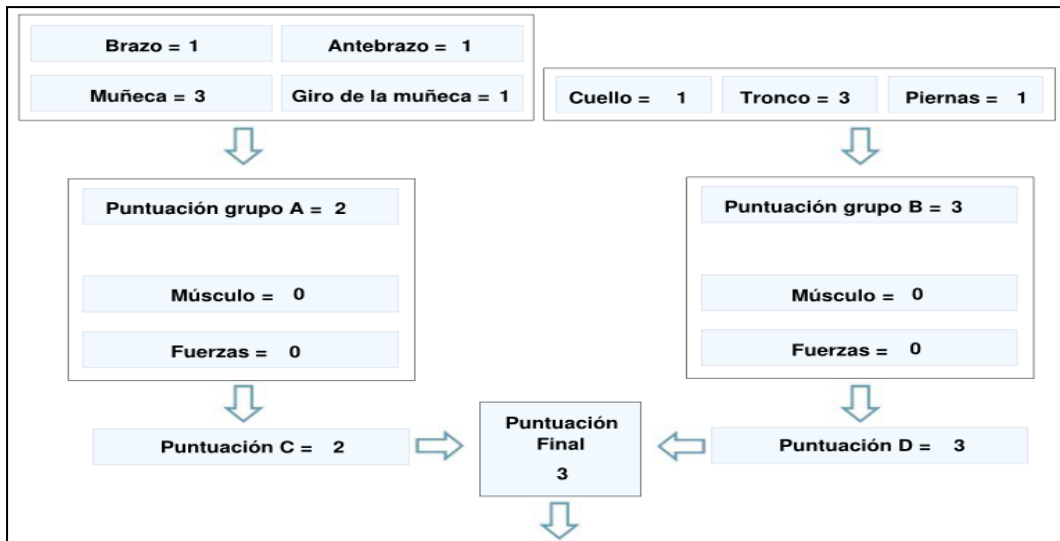 Brazo = 1
Antebrazo = 1
Muñeca = 3
Giro de la muñeca = 1
Cuello = 1
Tronco = 3
Piernas = 1
Puntuación grupo A = 2
Músculo = 0
Fuerzas = 0
Puntuación grupo B = 3
Músculo = 0
Fuerzas = 0
Puntuación C = 2
Puntuación
Final
3
Puntuación D = 3